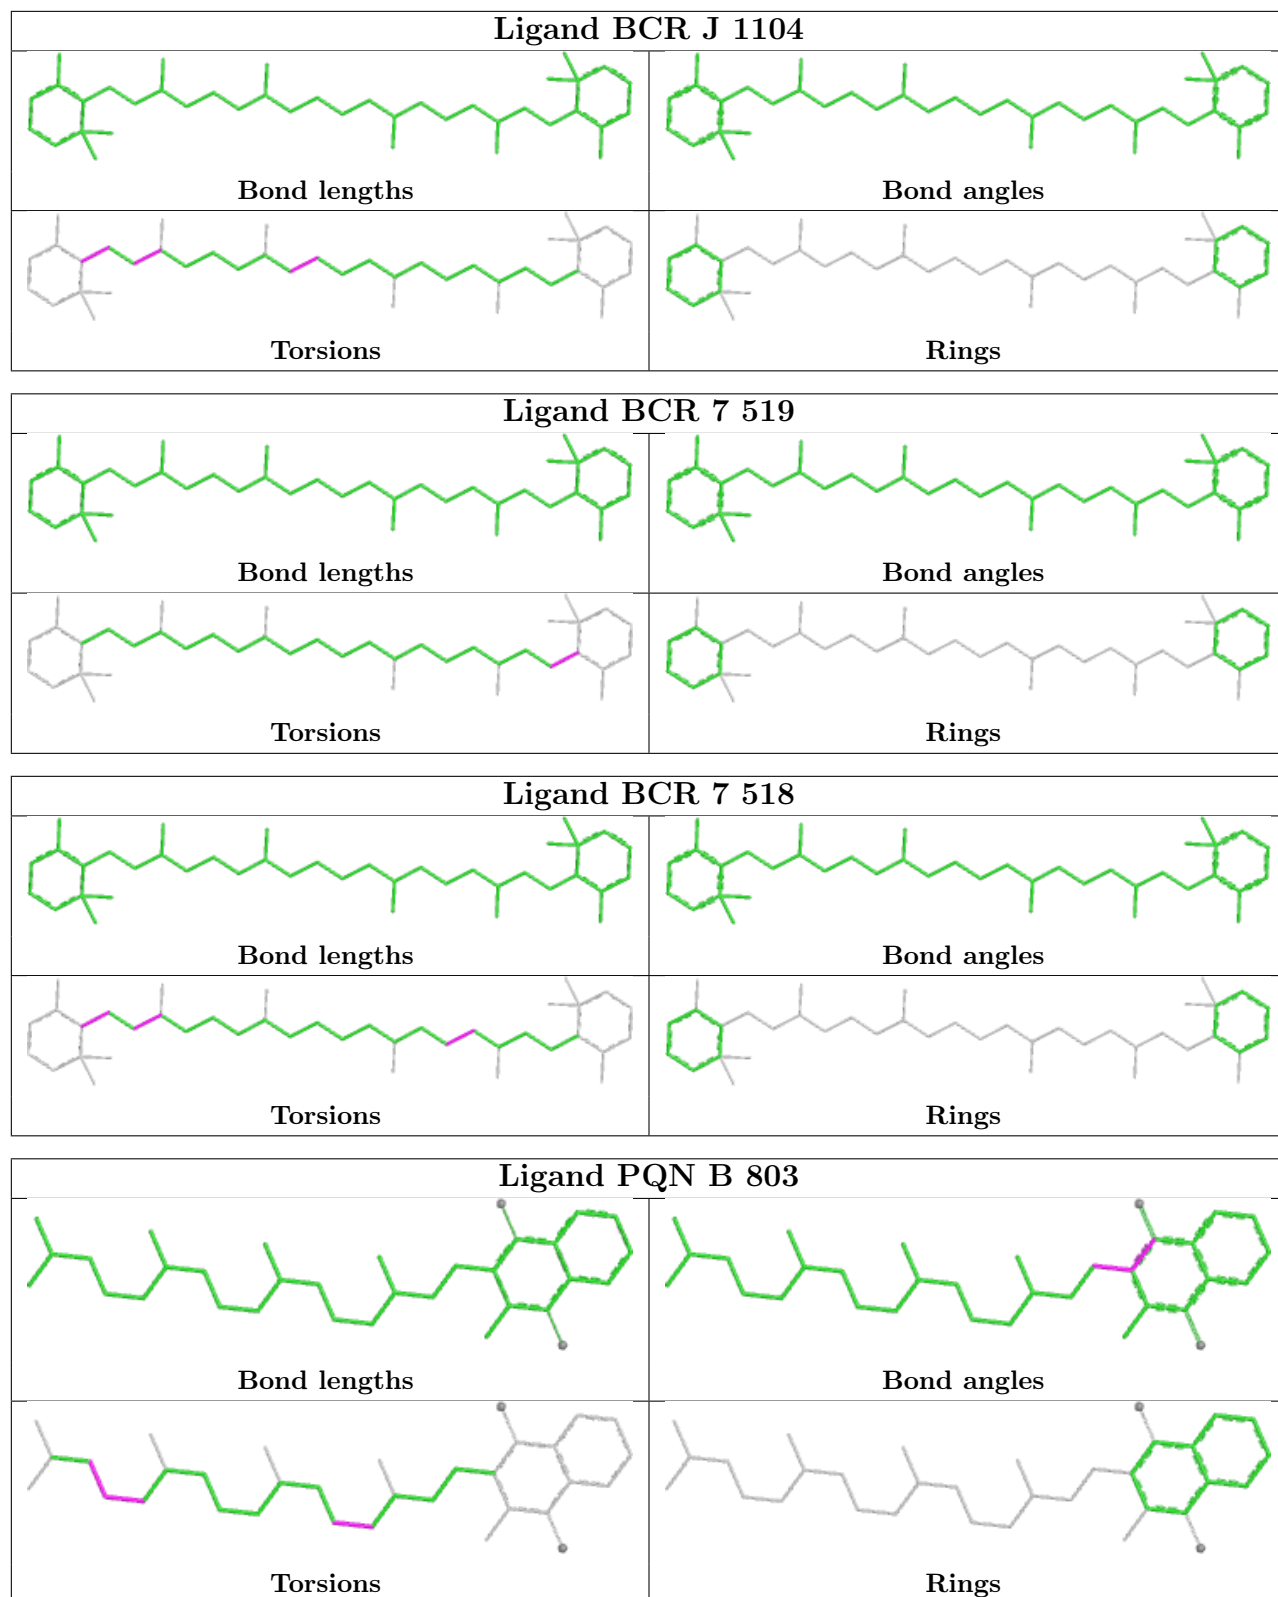 Ligand BCR J 1104
Bond lengths
Bond angles
Torsions
Rings
Ligand BCR 7 519
Bond lengths
Bond angles
Torsions
Rings
Ligand BCR 7 518
Bond lengths
Bond angles
Torsions
Rings
Ligand PQN B 803
Bond lengths
Bond angles
Torsions
Rings